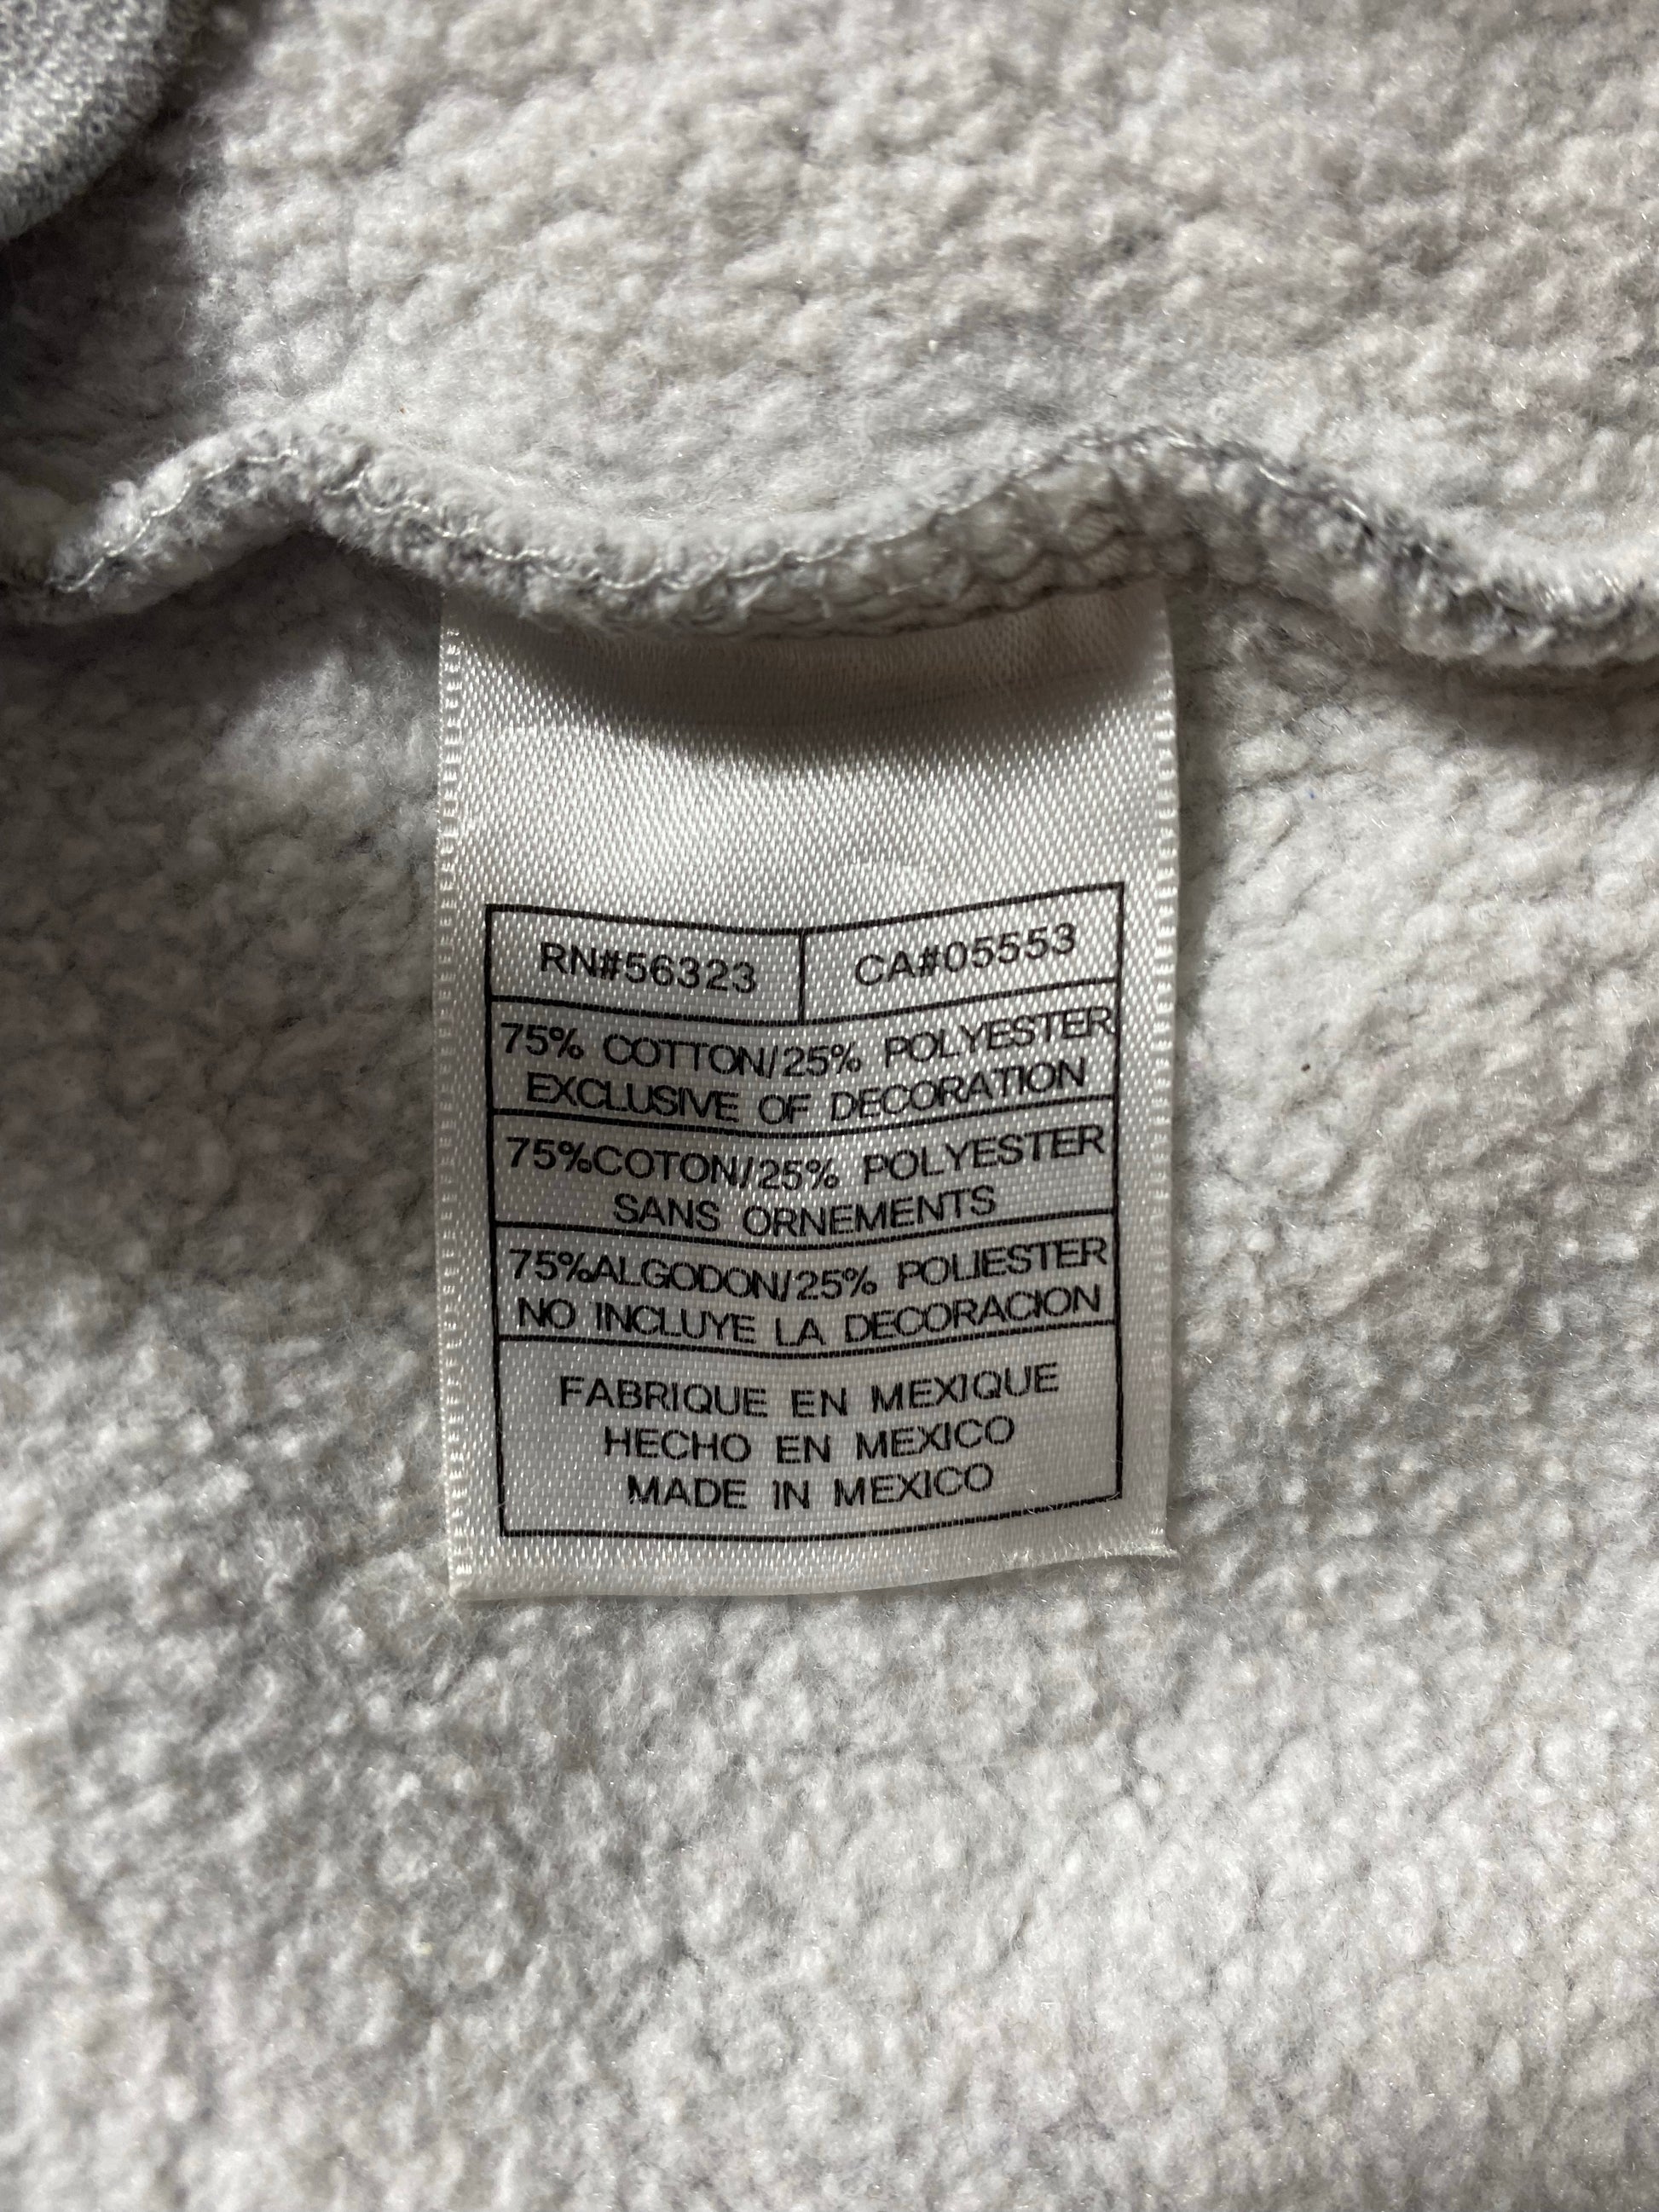 RN#56323 CA#05553
75% COTTON/25% POLYESTER
EXCLUSIVE OF DECORATION
75%COTON/25% POLYESTER
SANS ORNEMENTS
75%ALGODON/25% POLIESTER
NO INCLUYE LA DECORACION
FABRIQUE EN MEXIQUE
HECHO EN MEXICO
MADE IN MEXICO